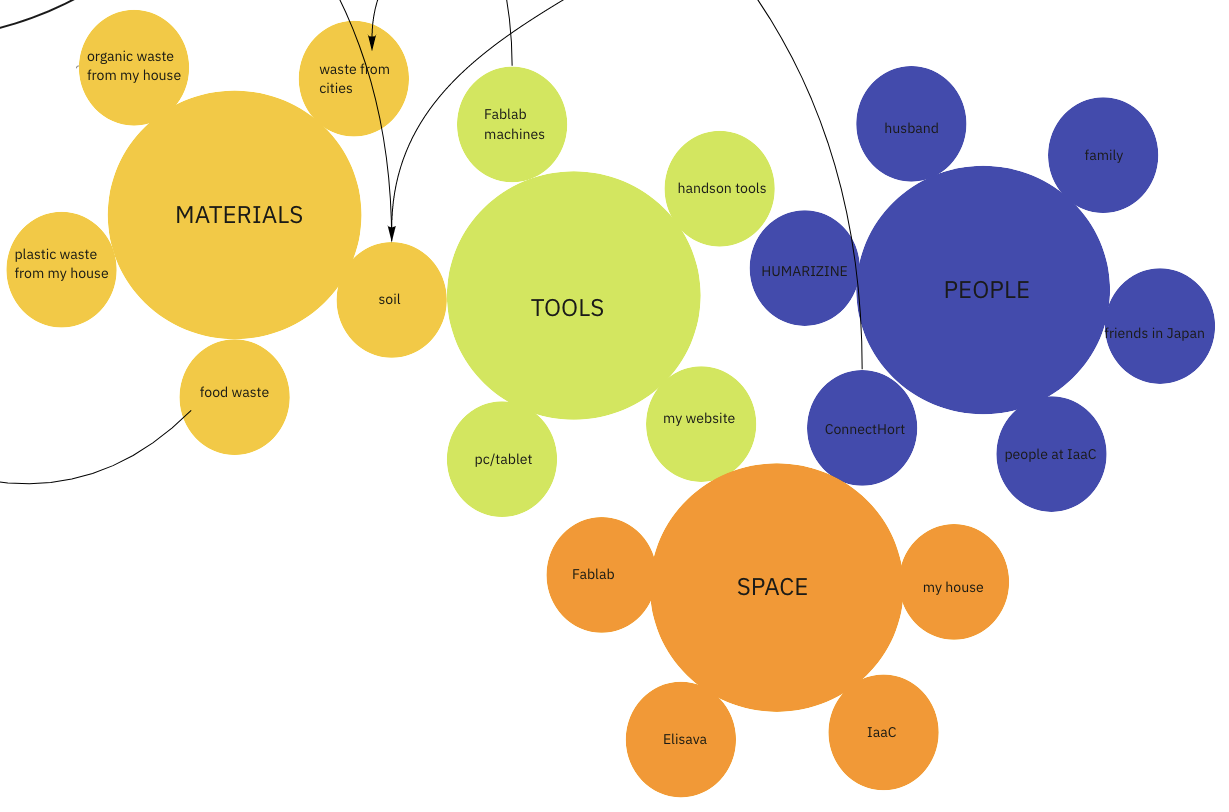 organic waste
from my house
waste from
cities
MATERIALS
plastic waste
from my house
soil
food waste
Fablab
machines
handson tools
TOOLS
my website
pc/tablet
husband
family
HUMARIZINE
PEOPLE
friends in Japan
ConnectHort
people at IaaC
Fablab
SPACE
my house
Elisava
IaaC